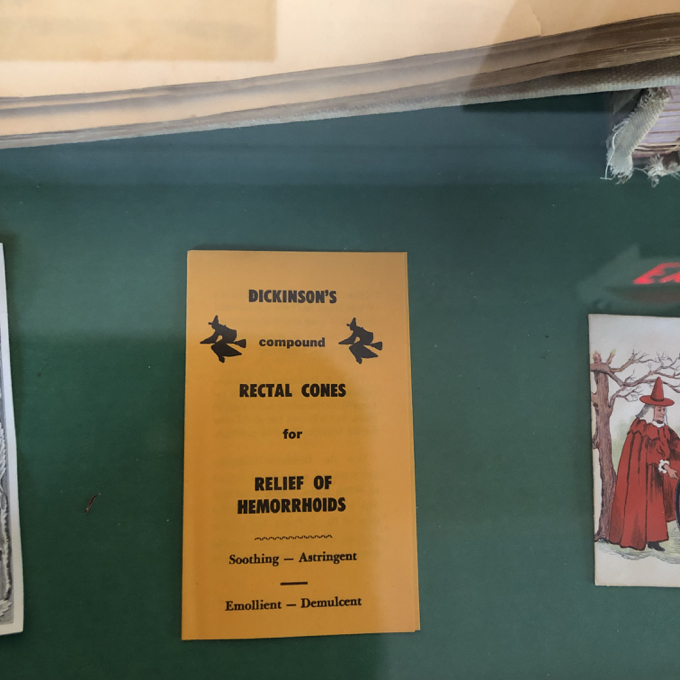 DICKINSON'S
compound
RECTAL CONES
for
RELIEF OF
HEMORRHOIDS
Soothing — Astringent
Emollient — Demulcent